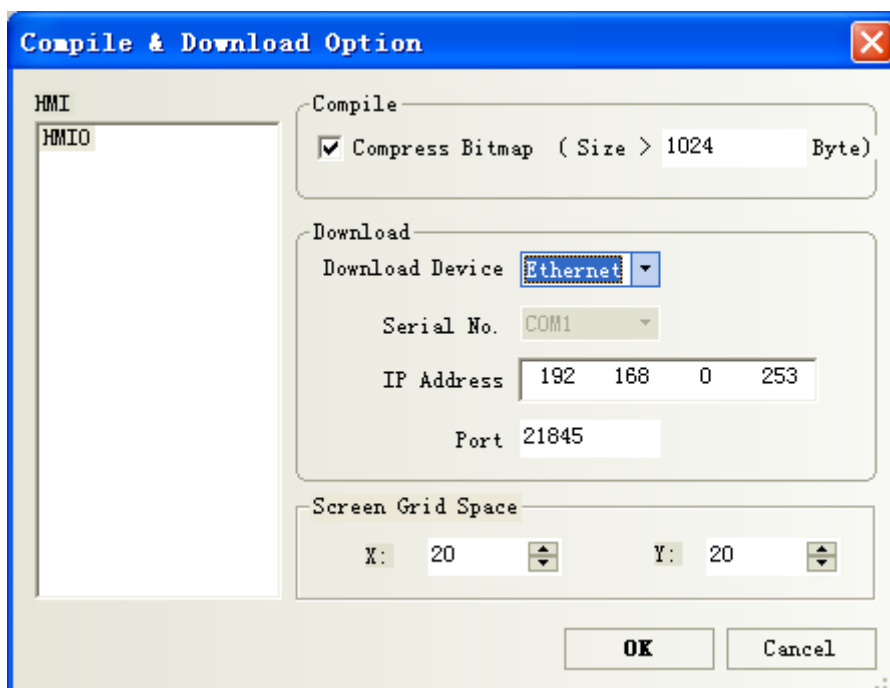 Compile & Download Option
HMI
HMI0
Compile
Compress Bitmap ( Size > 1024 Byte)
Download
Download Device Ethernet
Serial No. COM1
IP Address 192 168 0 253
Port 21845
Screen Grid Space
X: 20 Y: 20
OK Cancel